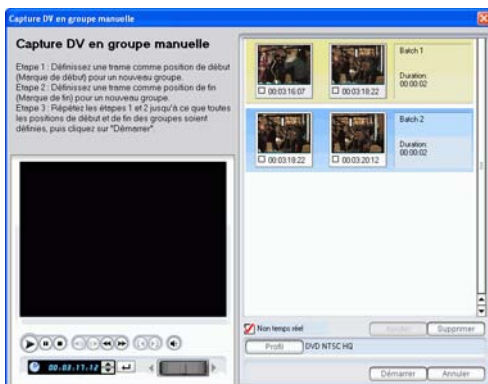 Capture DV en groupe manuelle
Capture DV en groupe manuelle
Etape 1 : Définissez une trame comme position de début
(Marque de début) pour un nouveau groupe.
Etape 2 : Définissez une trame comme position de fin
(Marque de fin) pour un nouveau groupe.
Etape 3 : Répétez les étapes 1 et 2 jusqu'à ce que toutes
les positions de début et de fin des groupes soient
définies, puis cliquez sur "Démarrer".
00:03:17:12
00:03:16:07
00:03:18:22
Batch 1
Duration:
00:00:02
00:03:18:22
00:03:20:12
Batch 2
Duration:
00:00:02
Non temps réel
Ajouter
Supprimer
Profil
DVD NTSC HQ
Démarrer
Annuler